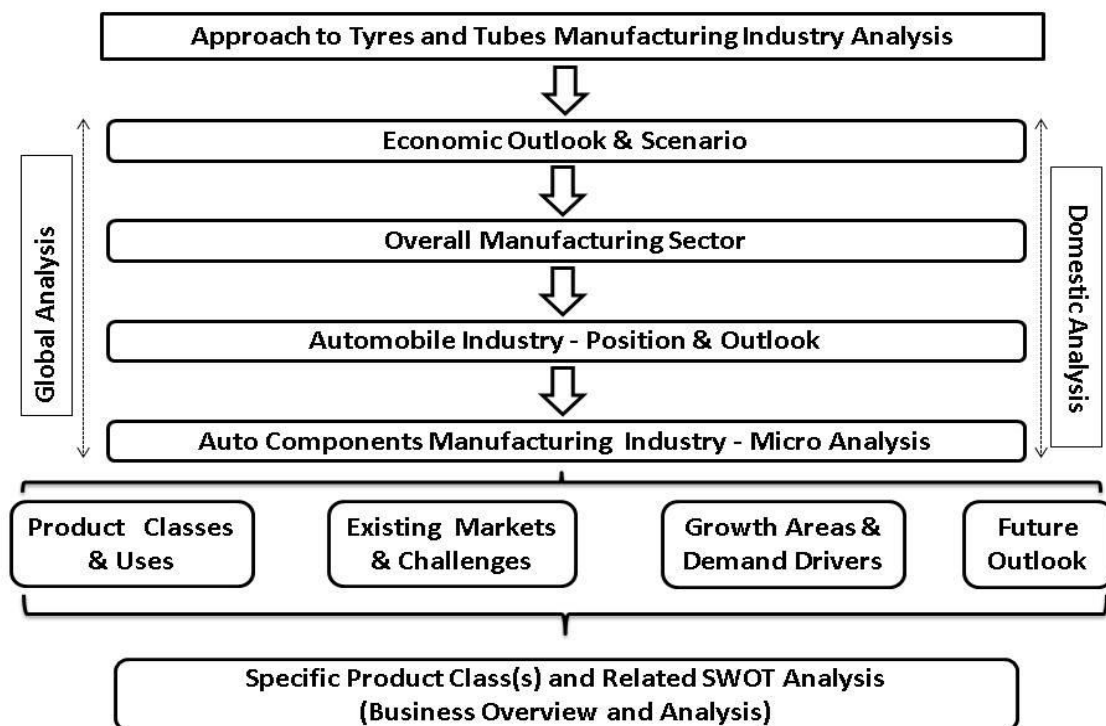 Approach to Tyres and Tubes Manufacturing Industry Analysis
Economic Outlook & Scenario
Overall Manufacturing Sector
Automobile Industry - Position & Outlook
Auto Components Manufacturing Industry - Micro Analysis
Global Analysis
Domestic Analysis
Product Classes
& Uses
Existing Markets
& Challenges
Growth Areas &
Demand Drivers
Future
Outlook
Specific Product Class(s) and Related SWOT Analysis
(Business Overview and Analysis)